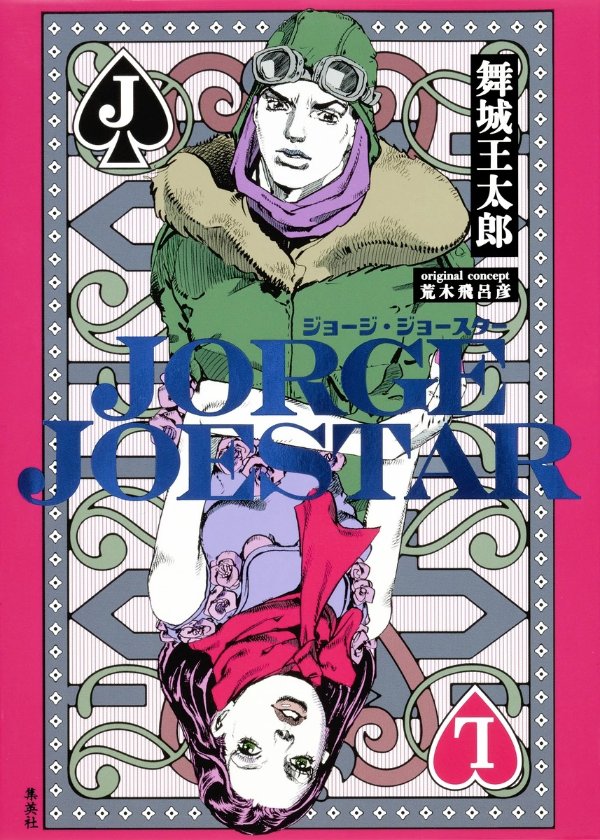 J
舞城王太郎
original concept
荒木飛呂彦
ジョージ・ジョースター
JORGE
JOESTAR
L
集英社